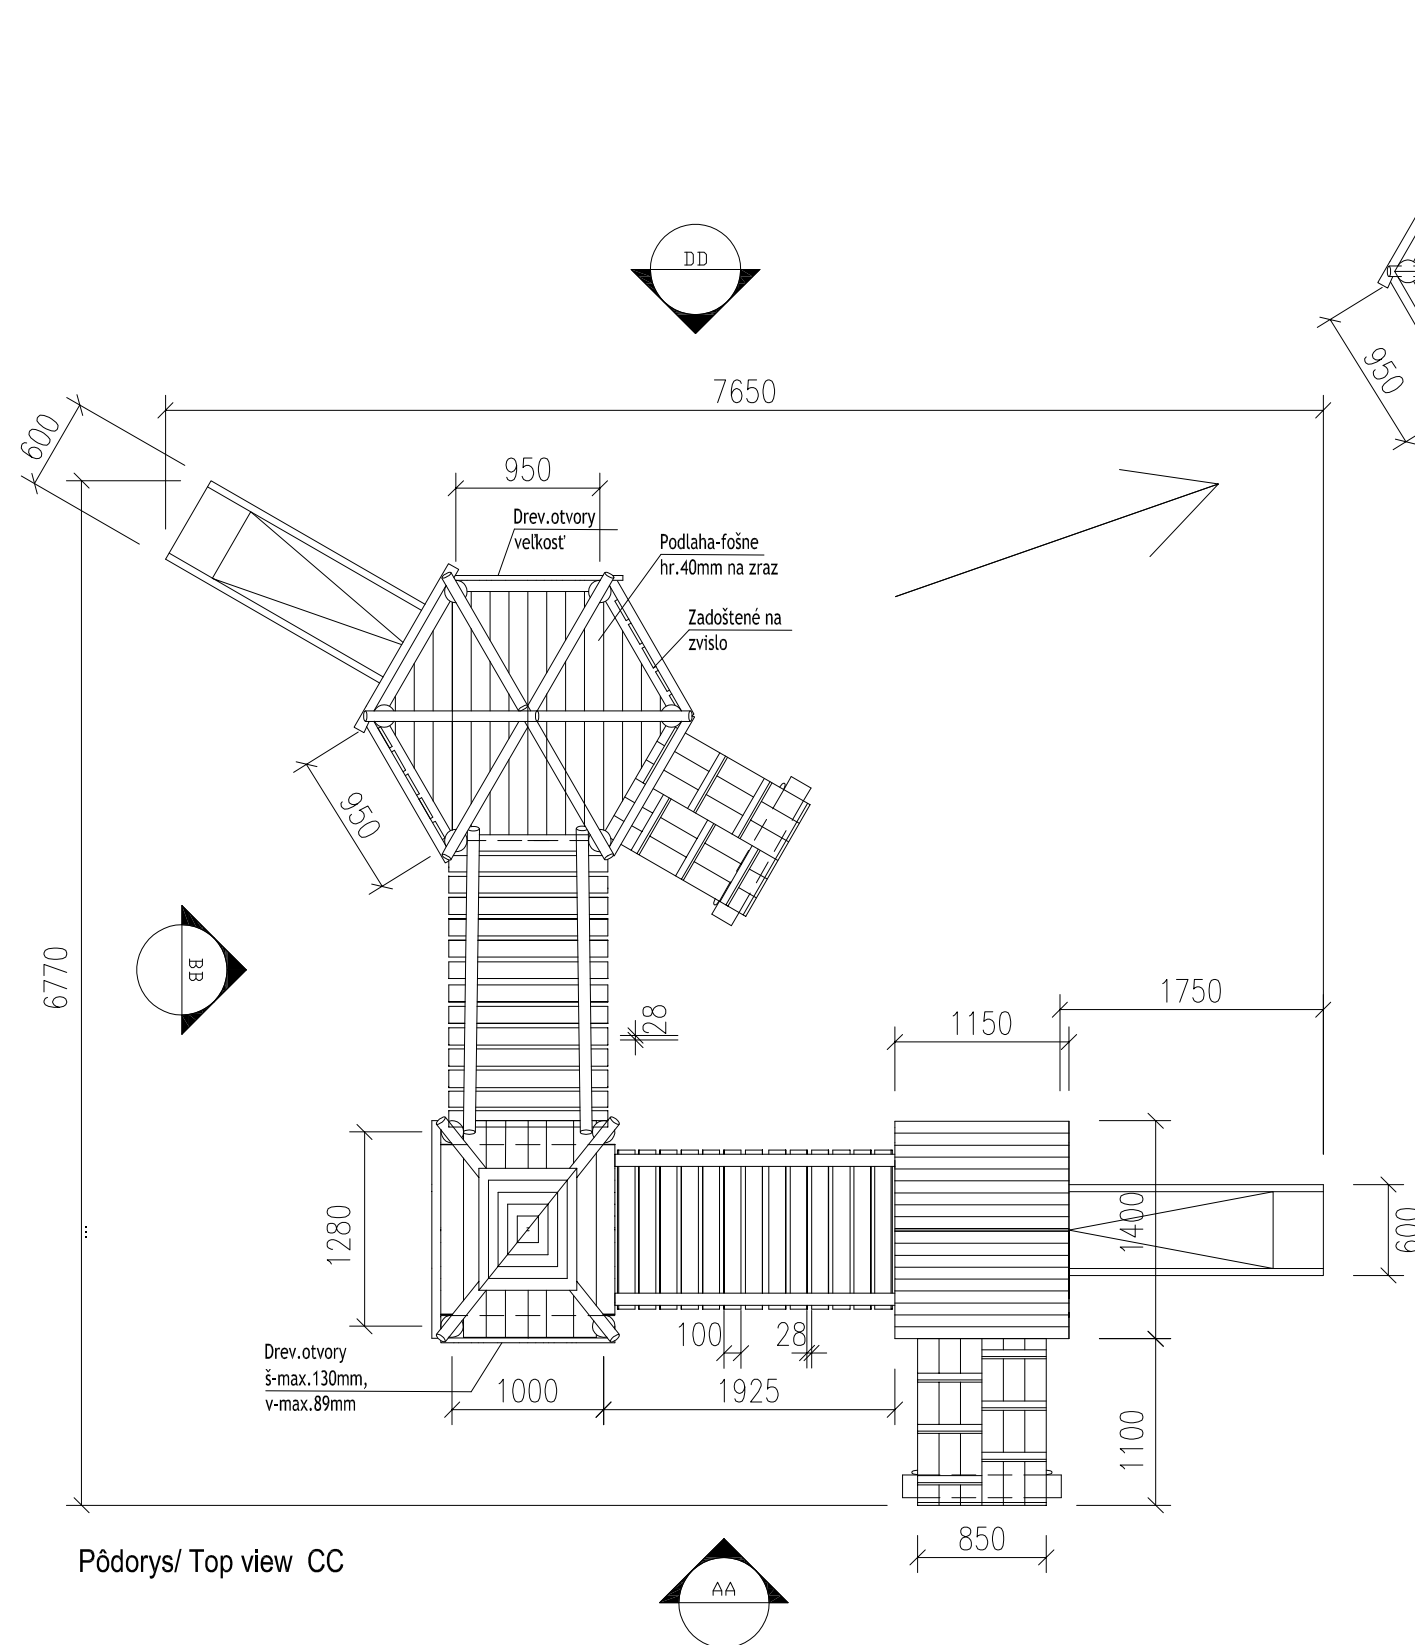 DD
7650
950
600
950
Drev.otvory
veľkosť
Podlaha-fošne
hr.40mm na zraz
Zadoštené na
zvislo
950
BB
6770
28
1750
1150
1280
1400
600
100
28
Drev.otvory
š-max.130mm,
v-max.89mm
1000
1925
1100
850
Pôdorys/ Top view CC
AA